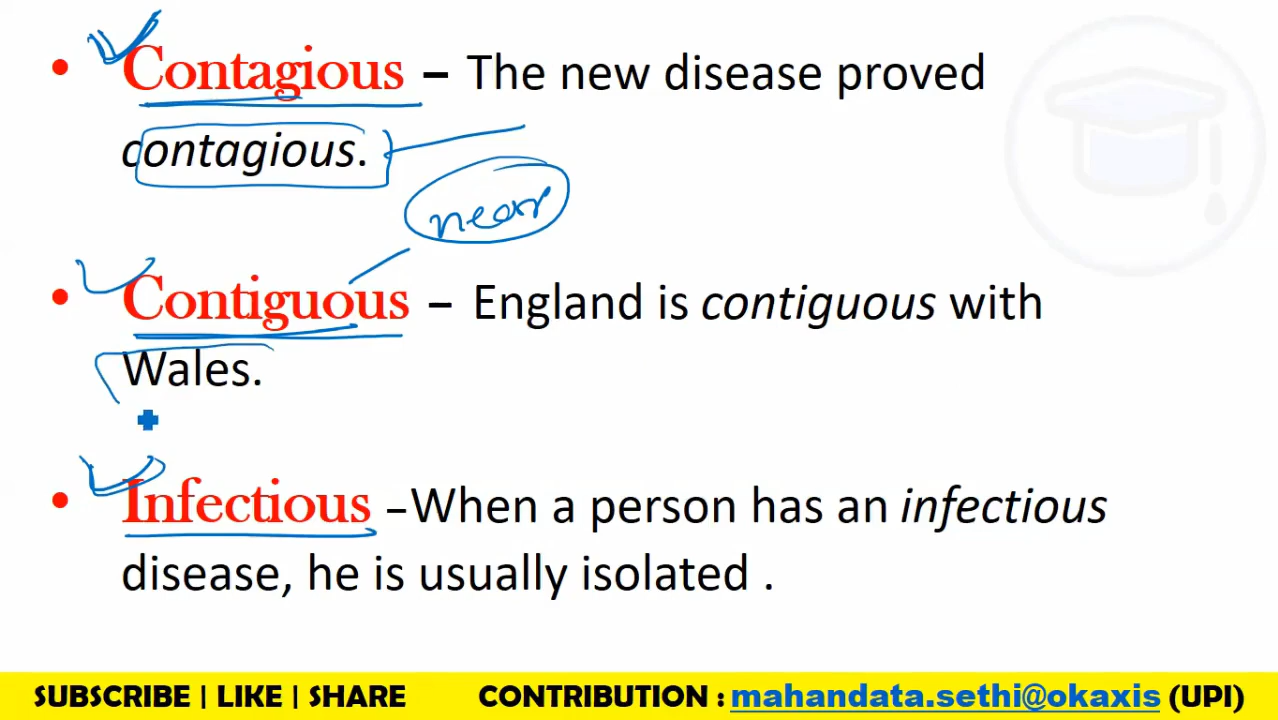 • Contagious – The new disease proved
contagious.
near
• Contiguous – England is contiguous with
Wales.
• Infectious –When a person has an infectious
disease, he is usually isolated .
SUBSCRIBE | LIKE | SHARE CONTRIBUTION : mahandata.sethi@okaxis (UPI)